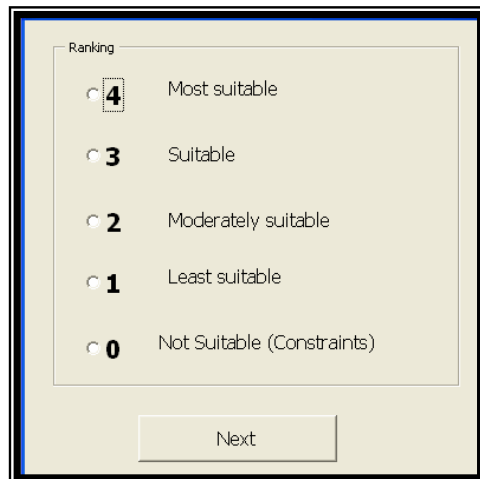 Ranking
4 Most suitable
3 Suitable
2 Moderately suitable
1 Least suitable
0 Not Suitable (Constraints)
Next